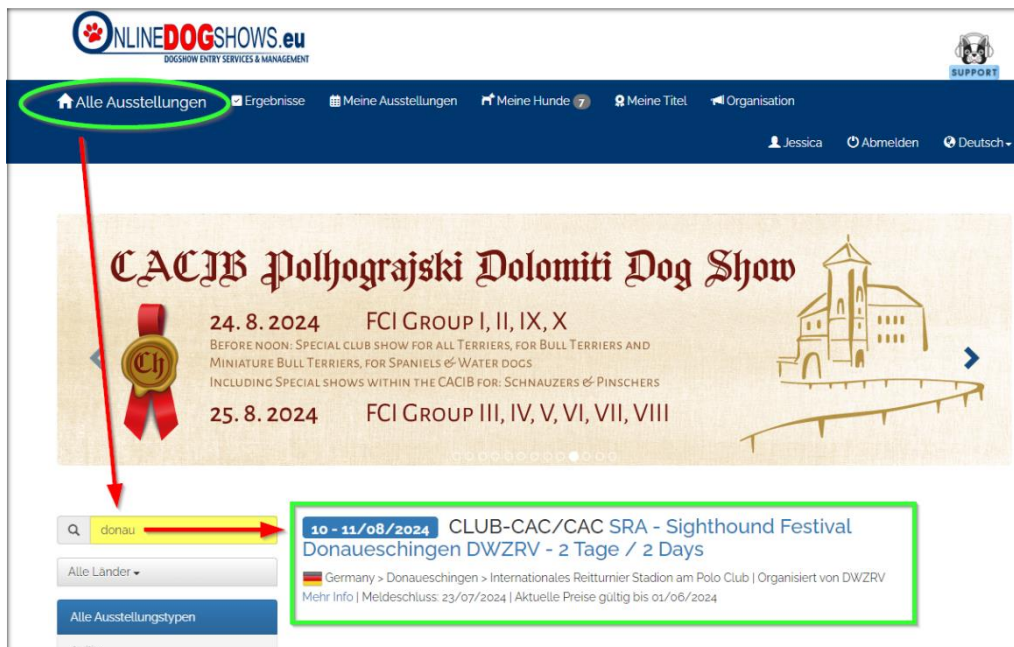 ONLINEDOGSHOWS.eu
DOGSHOW ENTRY SERVICES & MANAGEMENT
SUPPORT
Alle Ausstellungen Ergebnisse Meine Ausstellungen Meine Hunde 7 Meine Titel Organisation
Jessica Abmelden Deutsch
CACIB Polhograjski Dolomiti Dog Show
24. 8. 2024 FCI GROUP I, II, IX, X
BEFORE NOON: SPECIAL CLUB SHOW FOR ALL TERRIERS, FOR BULL TERRIERS AND
MINIATURE BULL TERRIERS, FOR SPANIELS & WATER DOGS
INCLUDING SPECIAL SHOWS WITHIN THE CACIB FOR: SCHNAUZERS & PINSCHERS
Ch
25. 8. 2024 FCI GROUP III, IV, V, VI, VII, VIII
donau
Alle Länder
Alle Ausstellungstypen
10 - 11/08/2024 CLUB-CAC/CAC SRA - Sighthound Festival
Donaueschingen DWZRV - 2 Tage / 2 Days
Germany > Donaueschingen > Internationales Reitturnier Stadion am Polo Club | Organisiert von DWZRV
Mehr Info | Meldeschluss: 23/07/2024 | Aktuelle Preise gültig bis 01/06/2024